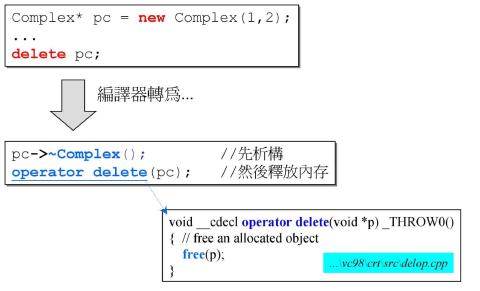 Complex* pc = new Complex(1,2);
...
delete pc;
編譯器轉為...
pc->~Complex(); //先析構
operator delete(pc); //然後釋放內存
void __cdecl operator delete(void *p) _THROW0()
{ // free an allocated object
free(p);
}
...\vc98\crt\src\delop.cpp